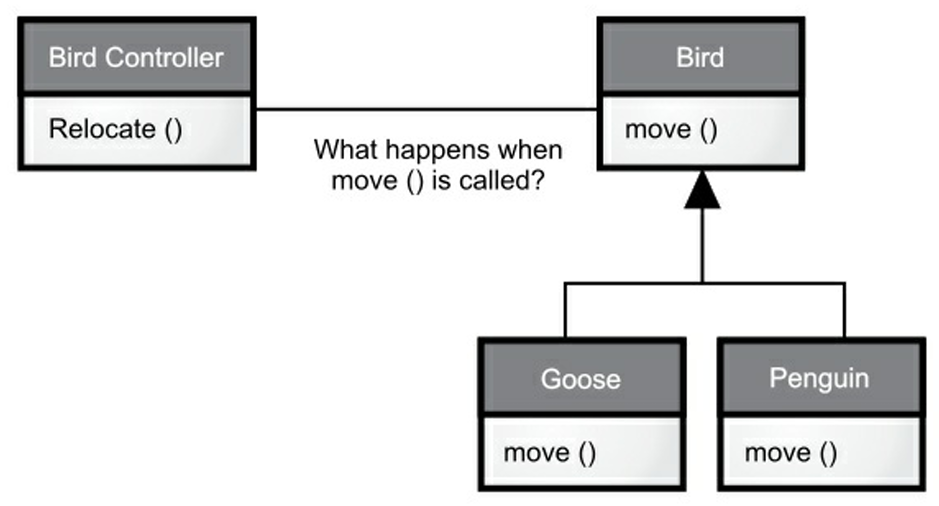 Bird Controller
Relocate ()
What happens when
move () is called?
Bird
move ()
Goose
move ()
Penguin
move ()